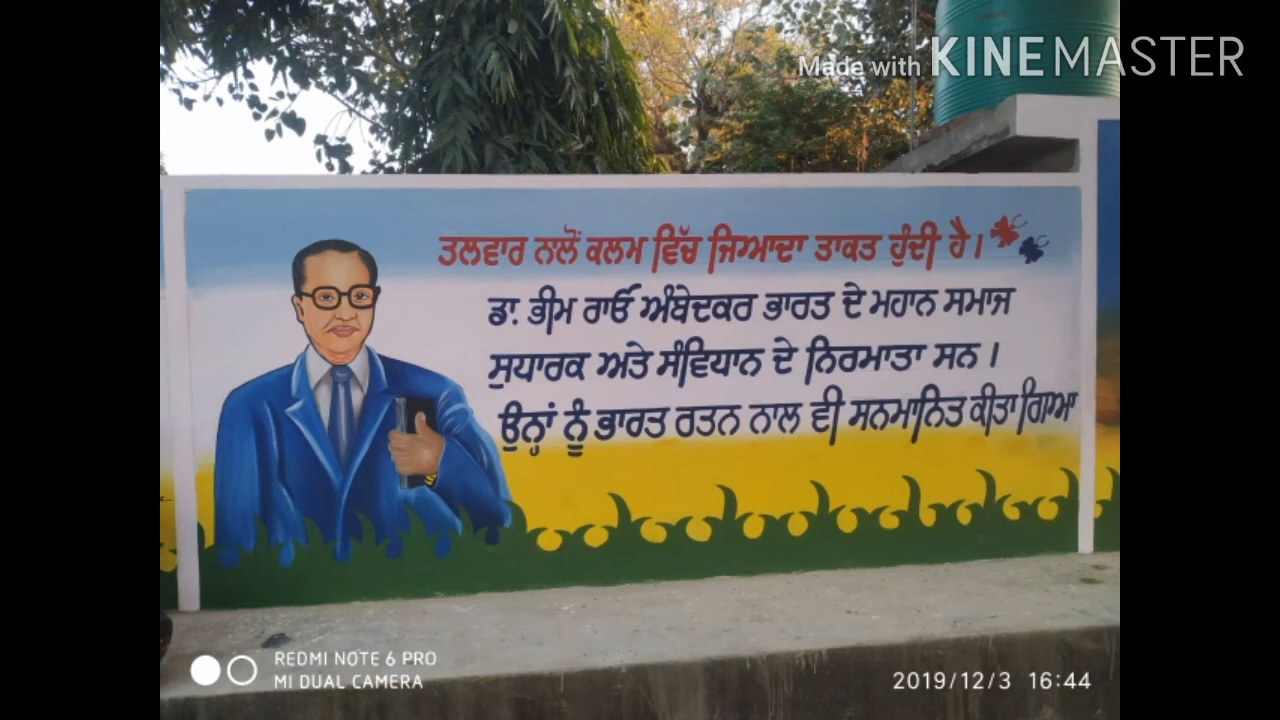 Made with KINEMASTER
ਤਲਵਾਰ ਨਾਲੋਂ ਕਲਮ ਵਿੱਚ ਜਿਆਦਾ ਤਾਕਤ ਹੁੰਦੀ ਹੈ।
ਡਾ. ਭੀਮ ਰਾਓ ਅੰਬੇਦਕਰ ਭਾਰਤ ਦੇ ਮਹਾਨ ਸਮਾਜ
ਸੁਧਾਰਕ ਅਤੇ ਸੰਵਿਧਾਨ ਦੇ ਨਿਰਮਾਤਾ ਸਨ।
ਉਨ੍ਹਾਂ ਨੂੰ ਭਾਰਤ ਰਤਨ ਨਾਲ ਵੀ ਸਨਮਾਨਿਤ ਕੀਤਾ ਗਿਆ
REDMI NOTE 6 PRO
MI DUAL CAMERA
2019/12/3 16:44